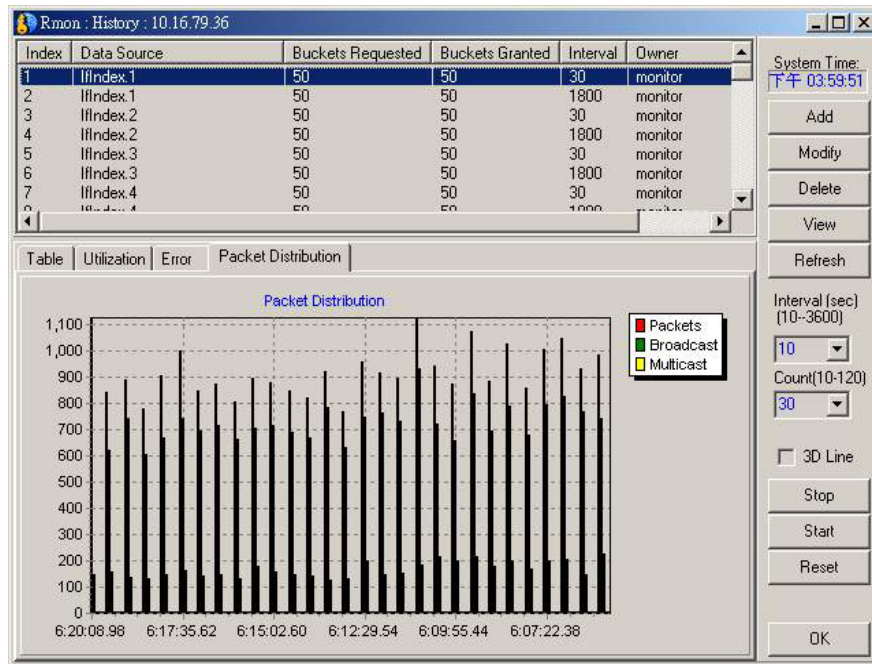 Rmon : History : 10.16.79.36
Index Data Source Buckets Requested Buckets Granted Interval Owner
1 IfIndex.1 50 50 30 monitor
2 IfIndex.1 50 50 1800 monitor
3 IfIndex.2 50 50 30 monitor
4 IfIndex.2 50 50 1800 monitor
5 IfIndex.3 50 50 30 monitor
6 IfIndex.3 50 50 1800 monitor
7 IfIndex.4 50 50 30 monitor
System Time:
下午 03:59:51
Add
Modify
Delete
View
Refresh
Interval (sec)
(10--3600)
10
Count(10-120)
30
3D Line
Stop
Start
Reset
OK
Table Utilization Error Packet Distribution
Packet Distribution
Packets
Broadcast
Multicast
1,100
1,000
900
800
700
600
500
400
300
200
100
0
6:20:08.98 6:17:35.62 6:15:02.60 6:12:29.54 6:09:55.44 6:07:22.38